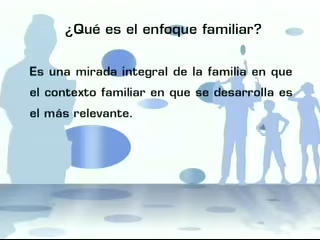 ¿Qué es el enfoque familiar?
Es una mirada integral de la familia en que
el contexto familiar en que se desarrolla es
el más relevante.